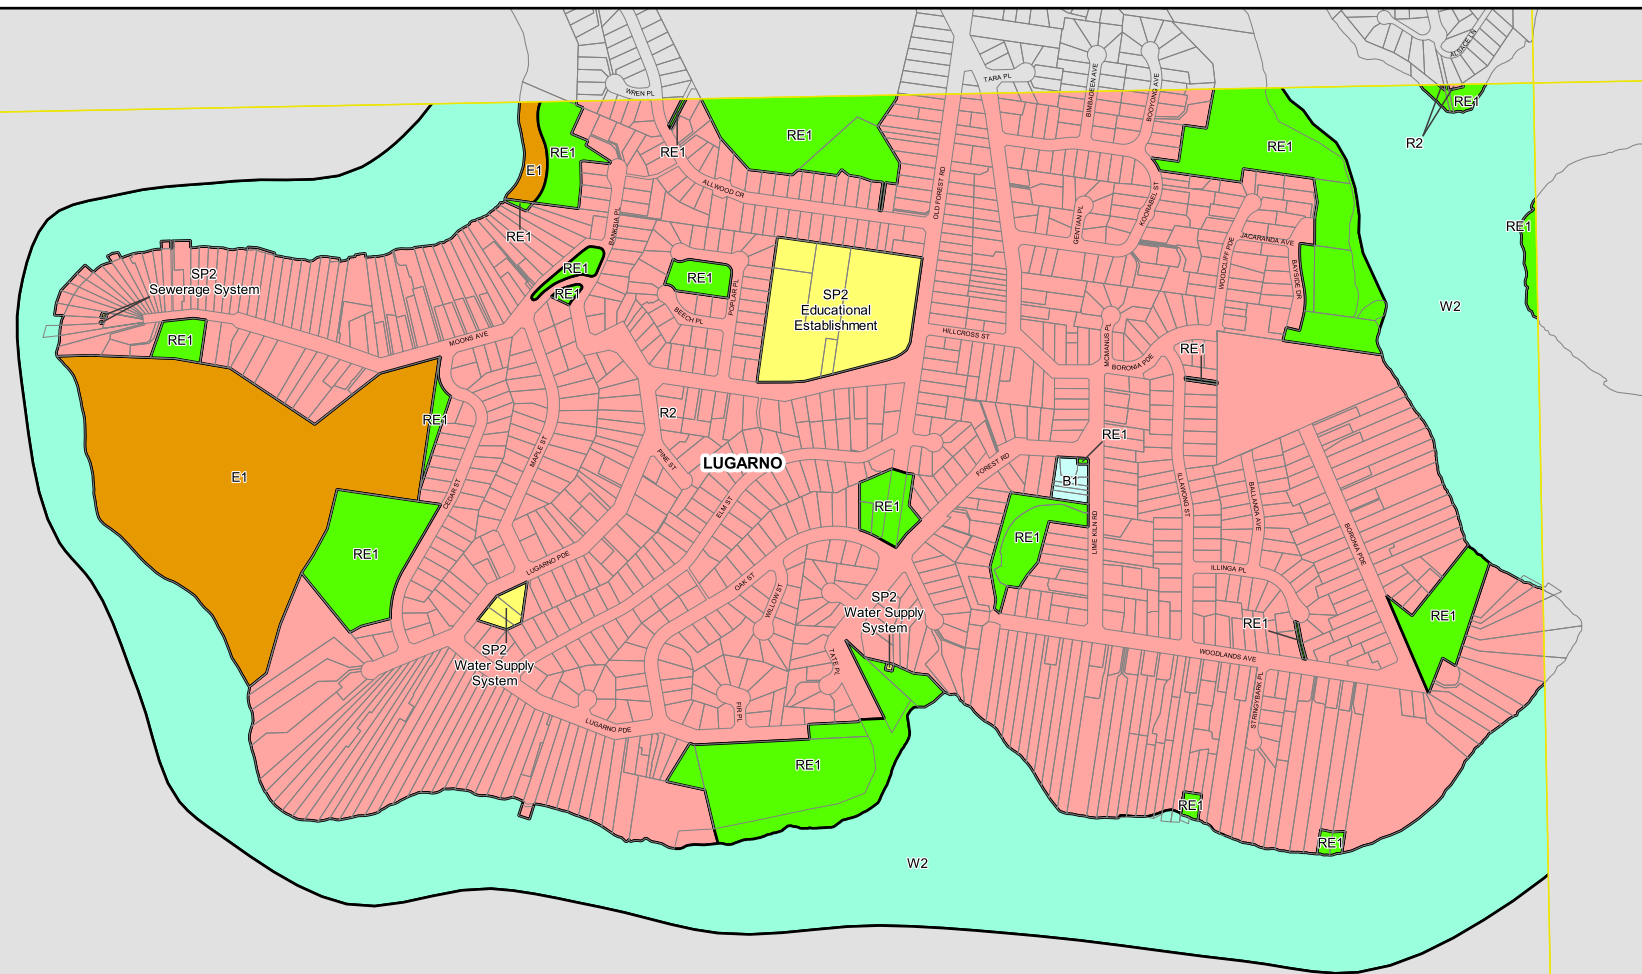 ALSACE LN
TARA PL
WREN PL
BIMBADEEN AVE
BOOYONG AVE
RE1
R2
RE1
RE1
RE1
RE1
RE1
E1
ALLWOOD CR
OLD FOREST RD
KOORABEL ST
GENTIAN PL
BANKSIA PL
RE1
RE1
JACARANDA AVE
WOODCLIFF PDE
BAYSIDE DR
SP2
Sewerage System
RE1
RE1
RE1
POPLAR PL
BEECH PL
SP2
Educational
Establishment
W2
HILLCROSS ST
MCMANUS PL
BORONIA PDE
RE1
MOONS AVE
RE1
RE1
R2
RE1
LUGARNO
MAPLE ST
PINE ST
FOREST RD
E1
B1
CEDAR ST
ELM ST
RE1
ILLAWONG ST
BALLANDA AVE
LIME KILN RD
BORONIA PDE
RE1
RE1
LUGARNO PDE
OAK ST
WILLOW ST
ILLINGA PL
SP2
Water Supply
System
RE1
RE1
SP2
Water Supply
System
TATE PL
WOODLANDS AVE
STRINGYBARK PL
FIR PL
LUGARNO PDE
RE1
RE1
RE1
W2